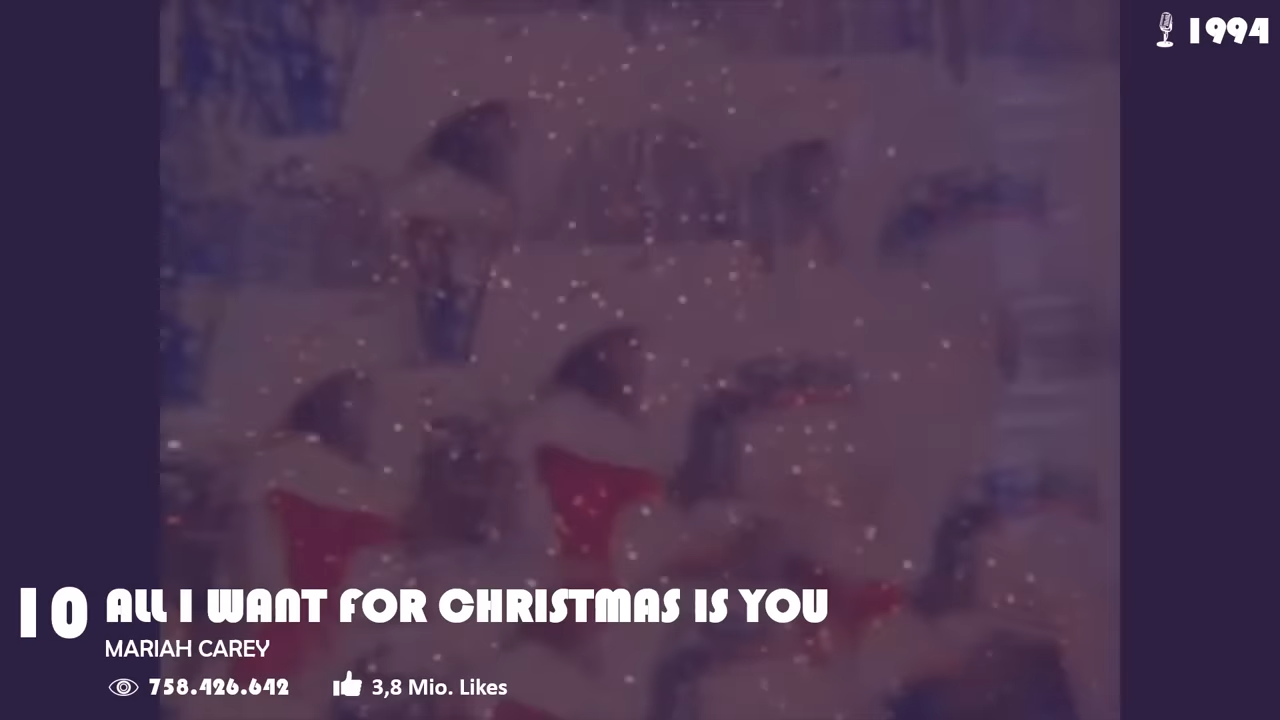 1994
10 ALL I WANT FOR CHRISTMAS IS YOU
MARIAH CAREY
758.426.642 3,8 Mio. Likes